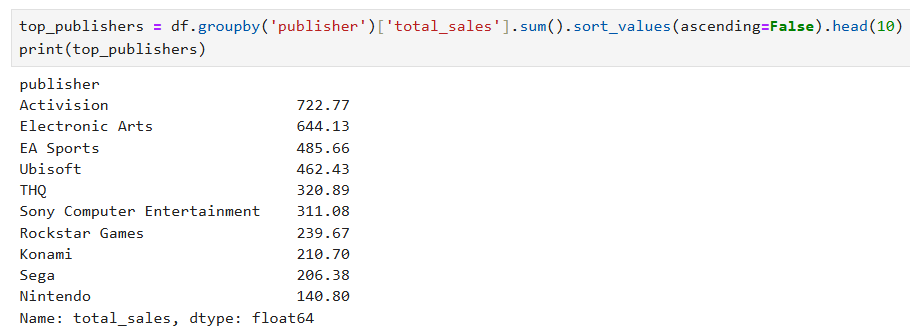 top_publishers = df.groupby('publisher')['total_sales'].sum().sort_values(ascending=False).head(10)
print(top_publishers)
publisher
Activision                     722.77
Electronic Arts                644.13
EA Sports                      485.66
Ubisoft                        462.43
THQ                            320.89
Sony Computer Entertainment    311.08
Rockstar Games                 239.67
Konami                         210.70
Sega                           206.38
Nintendo                       140.80
Name: total_sales, dtype: float64